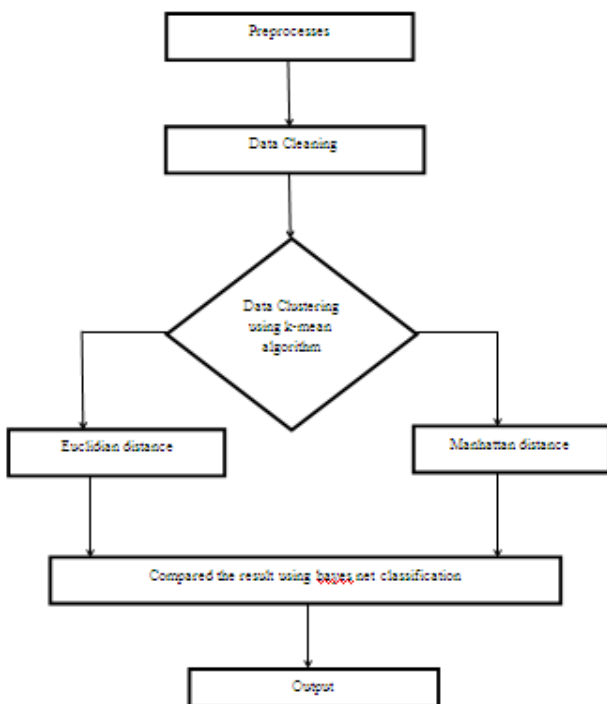 Preprocesses
Data Cleaning
Data Clustering
using k-mean
algorithm
Euclidian distance
Manhattan distance
Compared the result using bayes net classification
Output